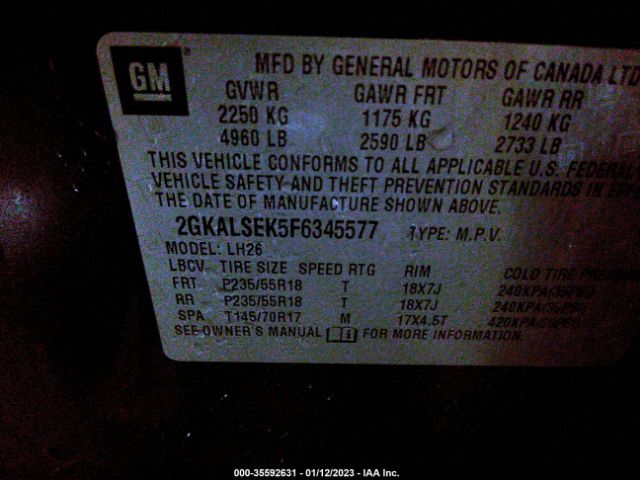 GM ®
MFD BY GENERAL MOTORS OF CANADA LTD
GVWR GAWR FRT GAWR RR
2250 KG 1175 KG 1240 KG
4960 LB 2590 LB 2733 LB
THIS VEHICLE CONFORMS TO ALL APPLICABLE U.S. FEDERAL
VEHICLE SAFETY AND THEFT PREVENTION STANDARDS IN
THE DATE OF MANUFACTURE SHOWN ABOVE.
2GKALSEK5F6345577 TYPE: M.P.V.
MODEL: LH26
LBCV TIRE SIZE SPEED RTG RIM COLD TIRE
FRT P235/55R18 T 18X7J 240KPA/35PSI
RR P235/55R18 T 18X7J 240KPA/35PSI
SPA T145/70R17 M 17X4.5T 420KPA/60PSI
SEE OWNER'S MANUAL FOR MORE INFORMATION.
000-35592631 - 01/12/2023 - IAA Inc.